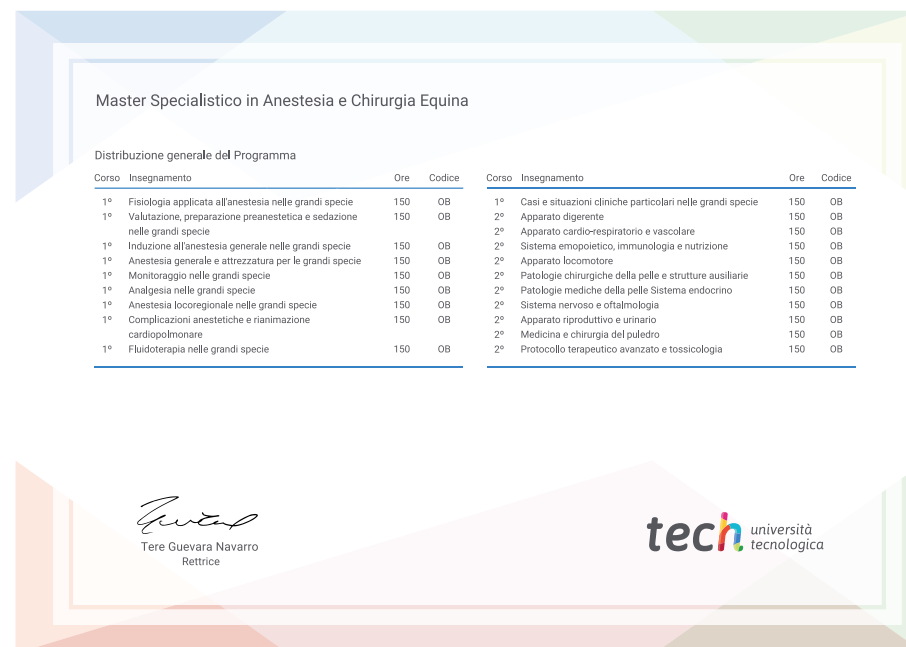 Master Specialistico in Anestesia e Chirurgia Equina
Distribuzione generale del Programma
Corso Insegnamento Ore Codice
1º Fisiologia applicata all'anestesia nelle grandi specie 150 OB
1º Valutazione, preparazione preanestetica e sedazione 150 OB
nelle grandi specie
1º Induzione all'anestesia generale nelle grandi specie 150 OB
1º Anestesia generale e attrezzatura per le grandi specie 150 OB
1º Monitoraggio nelle grandi specie 150 OB
1º Analgesia nelle grandi specie 150 OB
1º Anestesia locoregionale nelle grandi specie 150 OB
1º Complicazioni anestetiche e rianimazione 150 OB
cardiopolmonare
1º Fluidoterapia nelle grandi specie 150 OB
Corso Insegnamento Ore Codice
1º Casi e situazioni cliniche particolari nelle grandi specie 150 OB
2º Apparato digerente 150 OB
2º Apparato cardio-respiratorio e vascolare 150 OB
2º Sistema emopoietico, immunologia e nutrizione 150 OB
2º Apparato locomotore 150 OB
2º Patologie chirurgiche della pelle e strutture ausiliarie 150 OB
2º Patologie mediche della pelle Sistema endocrino 150 OB
2º Sistema nervoso e oftalmologia 150 OB
2º Apparato riproduttivo e urinario 150 OB
2º Medicina e chirurgia del puledro 150 OB
2º Protocollo terapeutico avanzato e tossicologia 150 OB
Tere Guevara Navarro
Rettrice
tech università
tecnologica